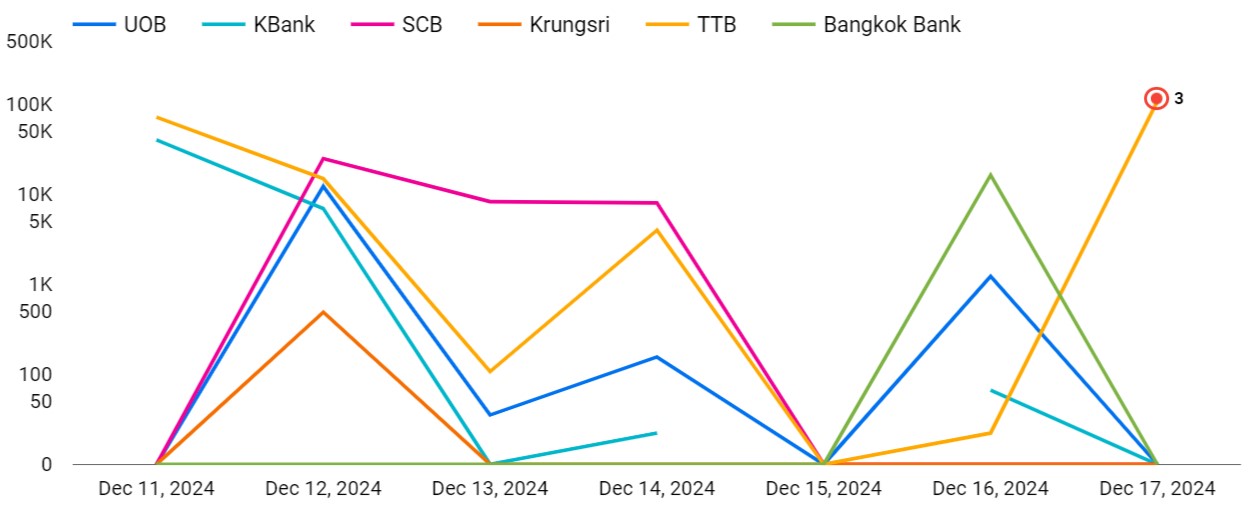 UOB KBank SCB Krungsri TTB Bangkok Bank
500K
100K
3
50K
10K
5K
1K
500
100
50
0
Dec 11, 2024 Dec 12, 2024 Dec 13, 2024 Dec 14, 2024 Dec 15, 2024 Dec 16, 2024 Dec 17, 2024